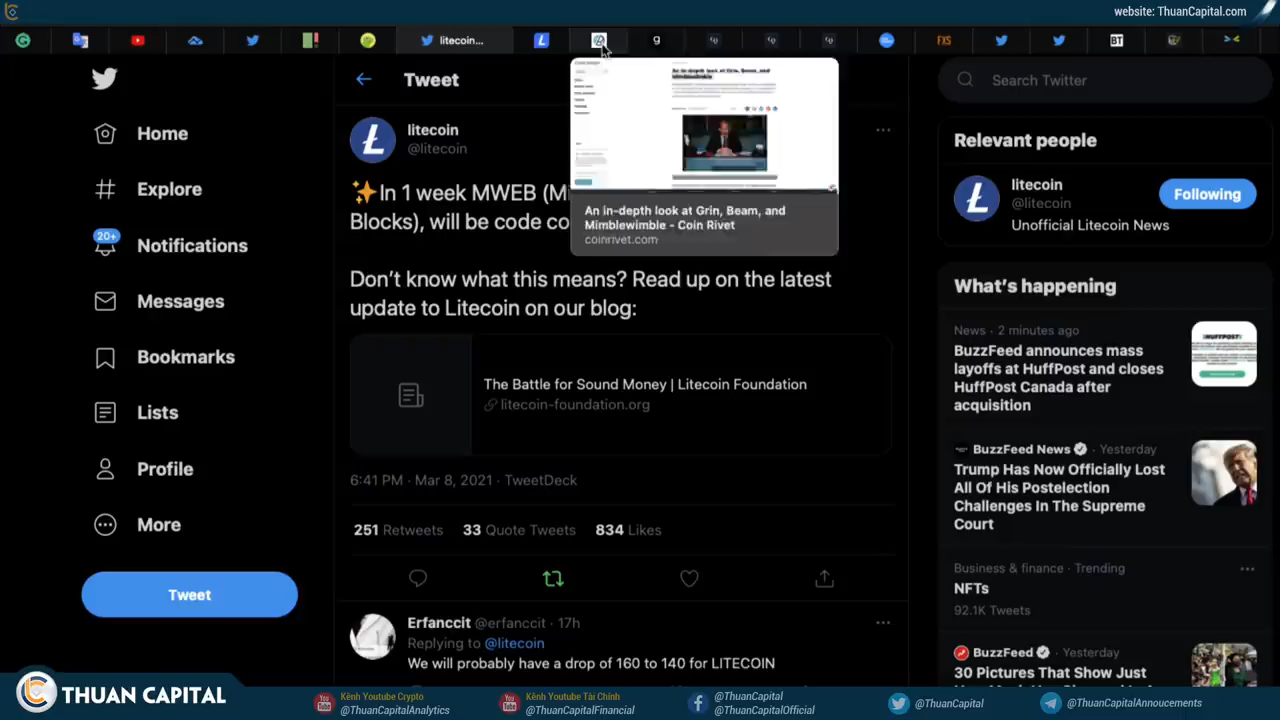 website: ThuanCapital.com
litecoin...
BT
Tweet
Search Twitter
Home
Explore
20+
Notifications
Messages
Bookmarks
Lists
Profile
More
Tweet
litecoin
@litecoin
✨In 1 week MWEB (M
Blocks), will be code co
An in-depth look at Grin, Beam, and
Mimblewimble - Coin Rivet
coinrivet.com
Don't know what this means? Read up on the latest
update to Litecoin on our blog:
The Battle for Sound Money | Litecoin Foundation
litecoin-foundation.org
6:41 PM · Mar 8, 2021 · TweetDeck
251 Retweets 33 Quote Tweets 834 Likes
Erfanccit @erfanccit · 17h
Replying to @litecoin
We will probably have a drop of 160 to 140 for LITECOIN
Relevant people
litecoin
@litecoin
Following
Unofficial Litecoin News
What's happening
News · 2 minutes ago
BuzzFeed announces mass
layoffs at HuffPost and closes
HuffPost Canada after
acquisition
HUFFPOST
BuzzFeed News · Yesterday
Trump Has Now Officially Lost
All Of His Postelection
Challenges In The Supreme
Court
Business & finance · Trending
NFTs
92.1K Tweets
BuzzFeed · Yesterday
30 Pictures That Show Just
THUAN CAPITAL
Kênh Youtube Crypto
@ThuanCapitalAnalytics
Kênh Youtube Tài Chính
@ThuanCapitalFinancial
@ThuanCapital
@ThuanCapitalOfficial
@ThuanCapital
@ThuanCapitalAnnoucements